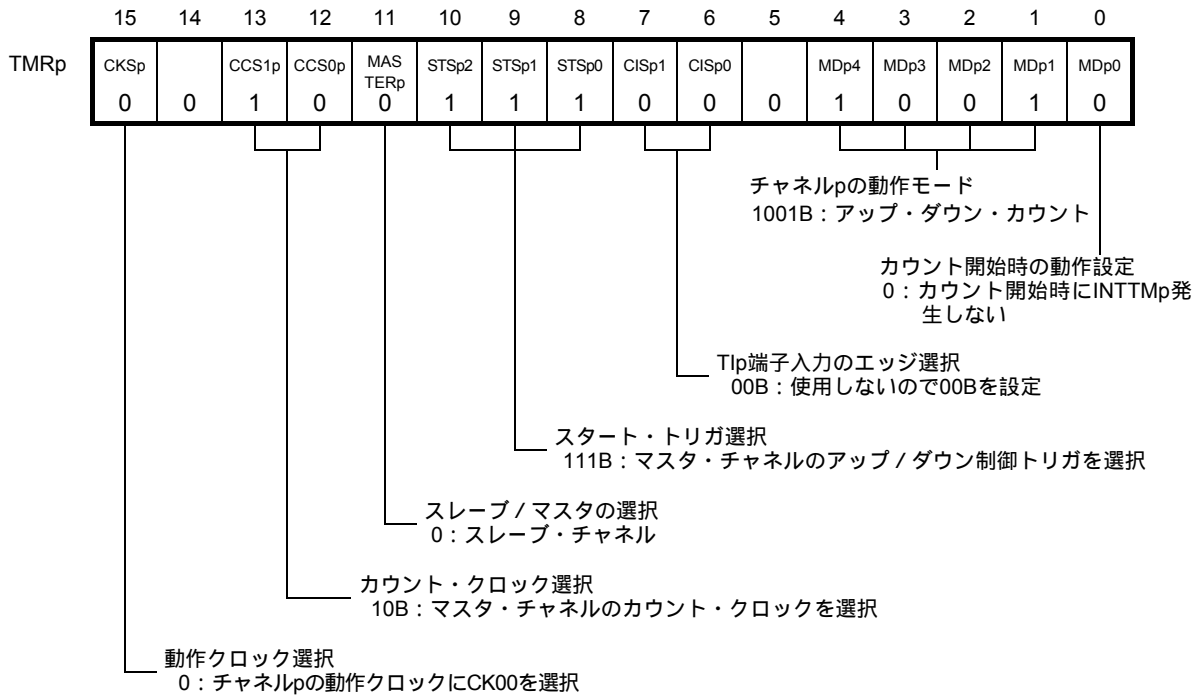 15 14 13 12 11 10 9 8 7 6 5 4 3 2 1 0
TMRp
CKSp CCS1p CCS0p MAS TERp STSp2 STSp1 STSp0 CISp1 CISp0 MDp4 MDp3 MDp2 MDp1 MDp0
0 0 1 0 0 1 1 1 0 0 0 1 0 0 1 0
チャネルpの動作モード
1001B：アップ・ダウン・カウント
カウント開始時の動作設定
0：カウント開始時にINTTMp発
生しない
TIp端子入力のエッジ選択
00B：使用しないので00Bを設定
スタート・トリガ選択
111B：マスタ・チャネルのアップ／ダウン制御トリガを選択
スレーブ／マスタの選択
0：スレーブ・チャネル
カウント・クロック選択
10B：マスタ・チャネルのカウント・クロックを選択
動作クロック選択
0：チャネルpの動作クロックにCK00を選択